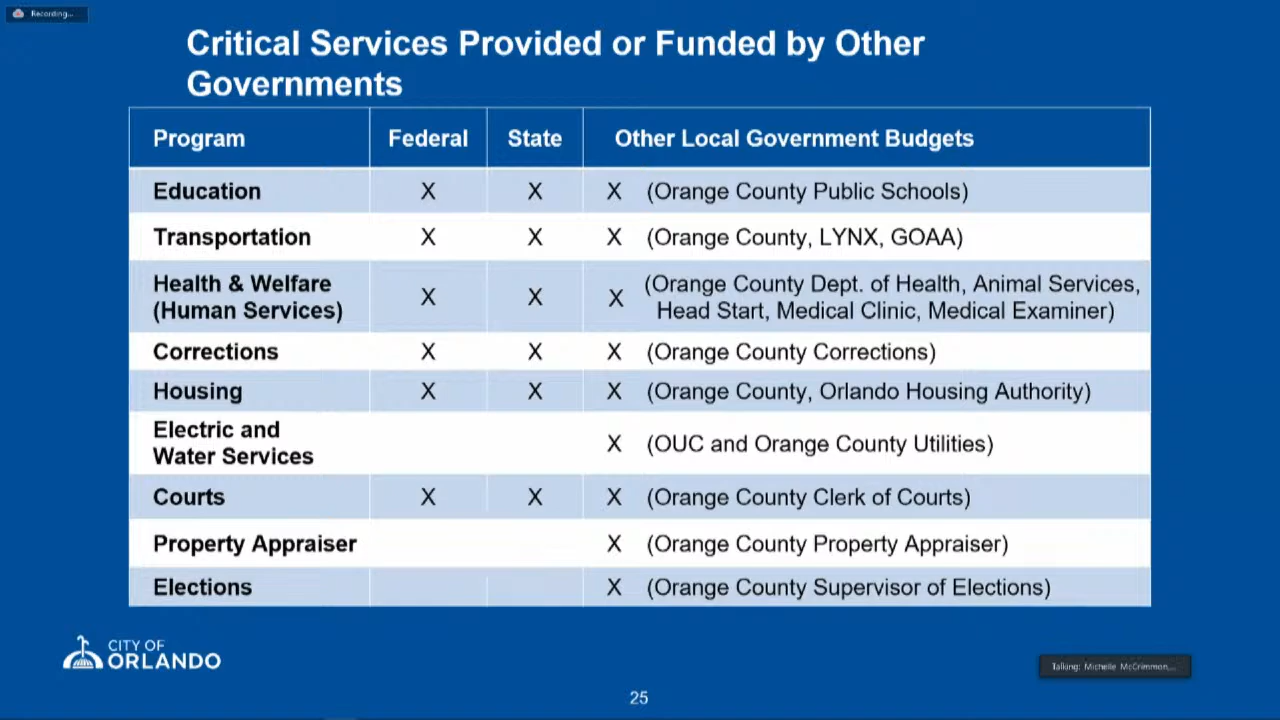 Recording...
Critical Services Provided or Funded by Other
Governments
Program Federal State Other Local Government Budgets
Education X X X (Orange County Public Schools)
Transportation X X X (Orange County, LYNX, GOAA)
Health & Welfare
(Human Services) X X X (Orange County Dept. of Health, Animal Services,
Head Start, Medical Clinic, Medical Examiner)
Corrections X X X (Orange County Corrections)
Housing X X X (Orange County, Orlando Housing Authority)
Electric and
Water Services X (OUC and Orange County Utilities)
Courts X X X (Orange County Clerk of Courts)
Property Appraiser X (Orange County Property Appraiser)
Elections X (Orange County Supervisor of Elections)
CITY OF
ORLANDO
Talking: Michelle McCrimmon,...
25